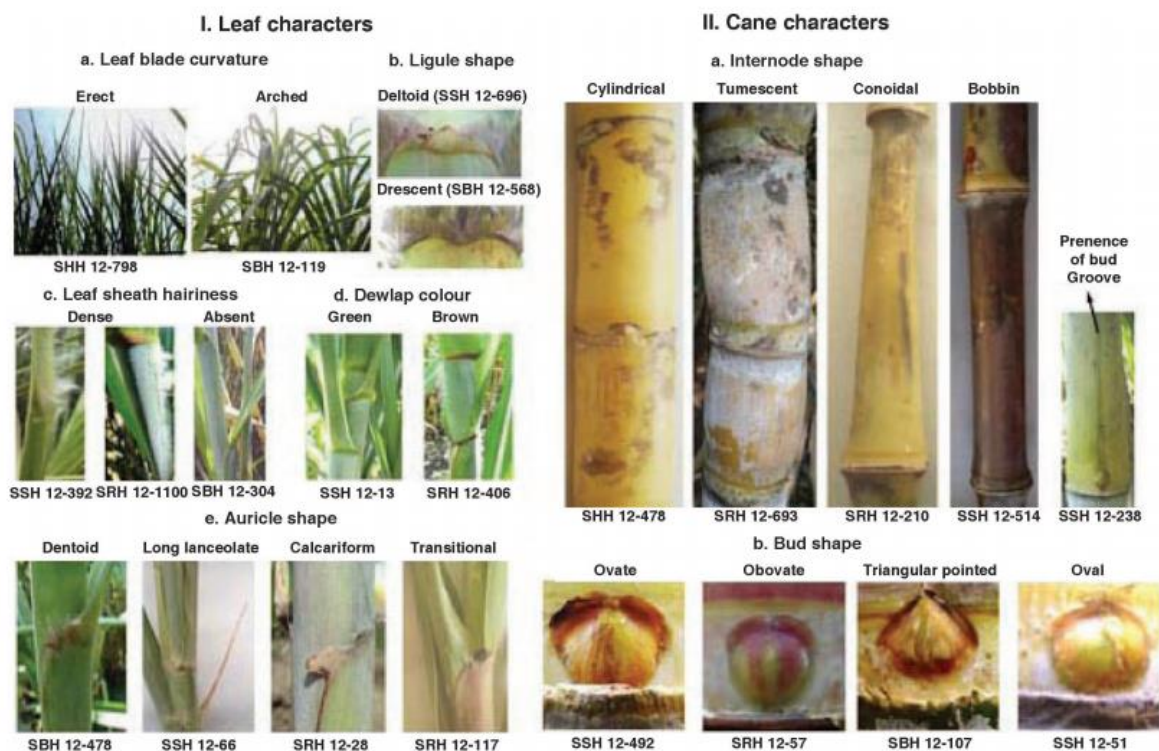 I. Leaf characters
a. Leaf blade curvature
Erect Arched
SHH 12-798 SBH 12-119
b. Ligule shape
Deltoid (SSH 12-696)
Drescent (SBH 12-568)
c. Leaf sheath hairiness
Dense Absent
SSH 12-392 SRH 12-1100 SBH 12-304
d. Dewlap colour
Green Brown
SSH 12-13 SRH 12-406
e. Auricle shape
Dentoid Long lanceolate Calcariform Transitional
SBH 12-478 SSH 12-66 SRH 12-28 SRH 12-117
II. Cane characters
a. Internode shape
Cylindrical Tumescent Conoidal Bobbin
Prenence
of bud
Groove
SHH 12-478 SRH 12-693 SRH 12-210 SSH 12-514 SSH 12-238
b. Bud shape
Ovate Obovate Triangular pointed Oval
SSH 12-492 SRH 12-57 SBH 12-107 SSH 12-51